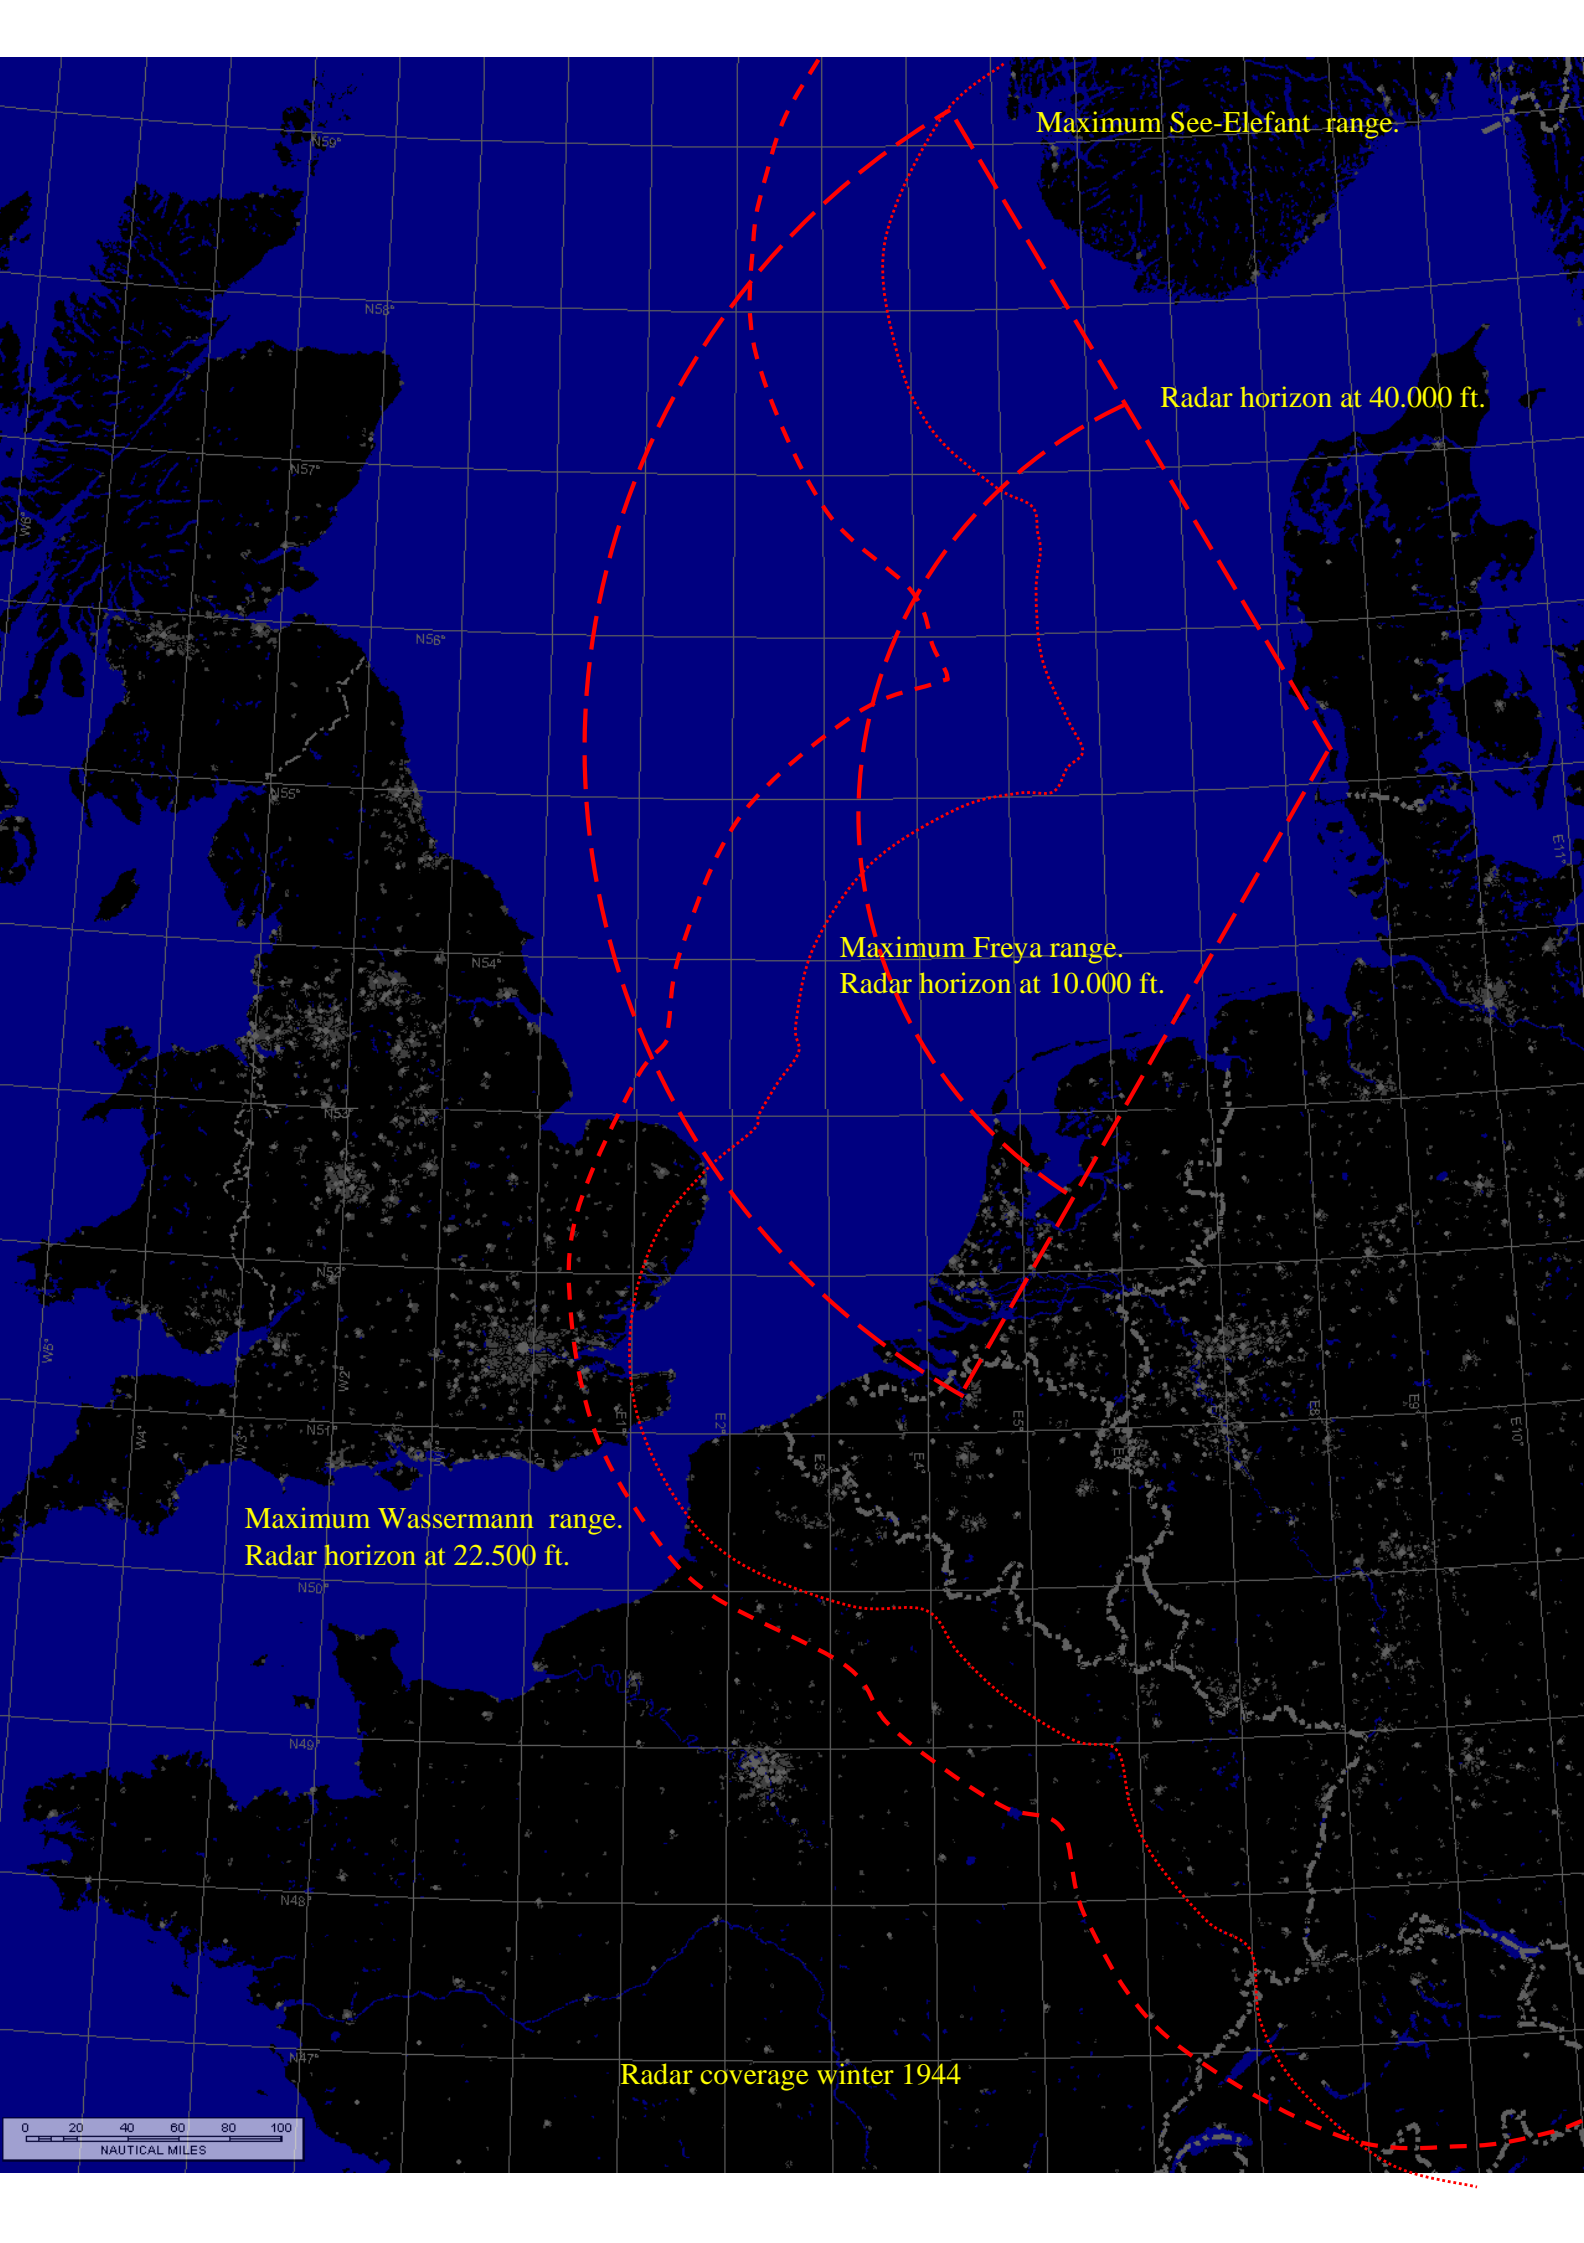 Maximum See-Elefant range.
N59°
N58°
Radar horizon at 40.000 ft.
N57°
W6°
N56°
N55°
E11°
Maximum Freya range.
Radar horizon at 10.000 ft.
N54°
N53°
N52°
W5°
W4°
W3°
W2°
W1°
0°
E1°
E2°
E3°
E4°
E5°
E6°
E8°
E9°
E10°
N51°
Maximum Wassermann range.
Radar horizon at 22.500 ft.
N50°
N49°
N48°
N47°
Radar coverage winter 1944
0 20 40 60 80 100
NAUTICAL MILES